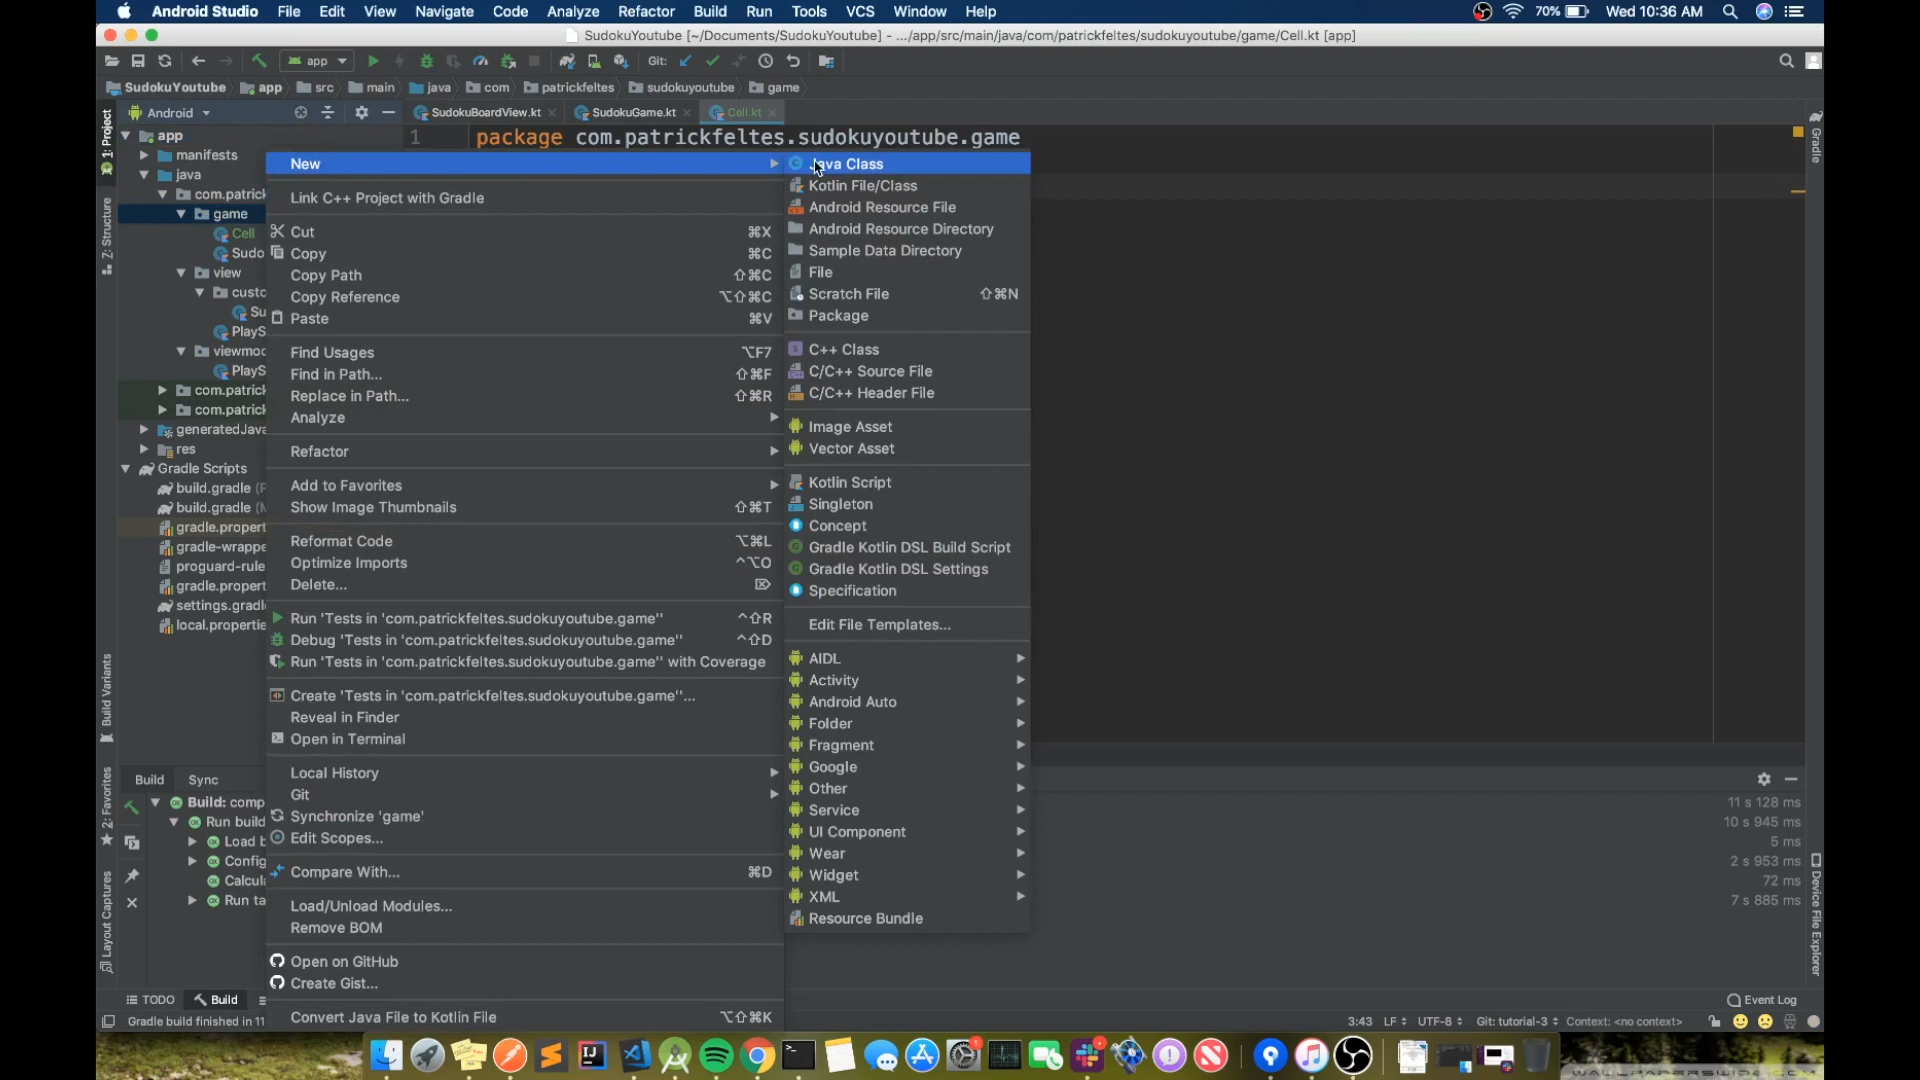 Android Studio File Edit View Navigate Code Analyze Refactor Build Run Tools VCS Window Help 70% Wed 10:36 AM
SudokuYoutube [~/Documents/SudokuYoutube] - .../app/src/main/java/com/patrickfeltes/sudokuyoutube/game/Cell.kt [app]
app Git:
SudokuYoutube app src main java com patrickfeltes sudokuyoutube game
Android SudokuBoardView.kt SudokuGame.kt Cell.kt
app
1 package com.patrickfeltes.sudokuyoutube.game
manifests
java
com.patrick
game
Cell
Sudo
view
custo
Su
PlayS
viewmod
PlayS
com.patrick
com.patrick
generatedJava
res
Gradle Scripts
build.gradle (P
build.gradle (M
gradle.propert
gradle-wrappe
proguard-rule
gradle.propert
settings.gradl
local.propertie
New
Link C++ Project with Gradle
Cut ⌘X
Copy ⌘C
Copy Path ⇧⌘C
Copy Reference ⌥⇧⌘C
Paste ⌘V
Find Usages ⌥F7
Find in Path... ⇧⌘F
Replace in Path... ⇧⌘R
Analyze
Refactor
Add to Favorites
Show Image Thumbnails ⇧⌘T
Reformat Code ⌥⌘L
Optimize Imports ^⌥O
Delete... ⌦
Run 'Tests in 'com.patrickfeltes.sudokuyoutube.game'' ^⇧R
Debug 'Tests in 'com.patrickfeltes.sudokuyoutube.game'' ^⇧D
Run 'Tests in 'com.patrickfeltes.sudokuyoutube.game'' with Coverage
Create 'Tests in 'com.patrickfeltes.sudokuyoutube.game''...
Reveal in Finder
Open in Terminal
Local History
Git
Synchronize 'game'
Edit Scopes...
Compare With... ⌘D
Load/Unload Modules...
Remove BOM
Open on GitHub
Create Gist...
Convert Java File to Kotlin File ⌥⇧⌘K
Java Class
Kotlin File/Class
Android Resource File
Android Resource Directory
Sample Data Directory
File
Scratch File ⇧⌘N
Package
C++ Class
C/C++ Source File
C/C++ Header File
Image Asset
Vector Asset
Kotlin Script
Singleton
Concept
Gradle Kotlin DSL Build Script
Gradle Kotlin DSL Settings
Specification
Edit File Templates...
AIDL
Activity
Android Auto
Folder
Fragment
Google
Other
Service
UI Component
Wear
Widget
XML
Resource Bundle
1: Project
Z: Structure
Build Variants
2: Favorites
Layout Captures
Gradle
Device File Explorer
Build Sync
Build: comp 11 s 128 ms
Run build 10 s 945 ms
Load b 5 ms
Config 2 s 953 ms
Calcula 72 ms
Run ta 7 s 885 ms
TODO Build Event Log
Gradle build finished in 11 3:43 LF UTF-8 Git: tutorial-3 Context: <no context>